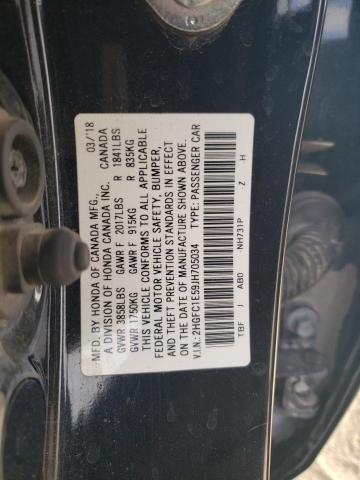 MFD. BY HONDA OF CANADA MFG., 03/'18
A DIVISION OF HONDA CANADA INC. CANADA
GVWR 3858LBS GAWR F 2017LBS R 1841LBS
GVWR 1750KG GAWR F 915KG R 835KG
THIS VEHICLE CONFORMS TO ALL APPLICABLE
FEDERAL MOTOR VEHICLE SAFETY, BUMPER,
AND THEFT PREVENTION STANDARDS IN EFFECT
ON THE DATE OF MANUFACTURE SHOWN ABOVE.
V.I.N.: 2HGFC1E59JH705034 TYPE: PASSENGER CAR
TBF I AB0 NH731P Z H